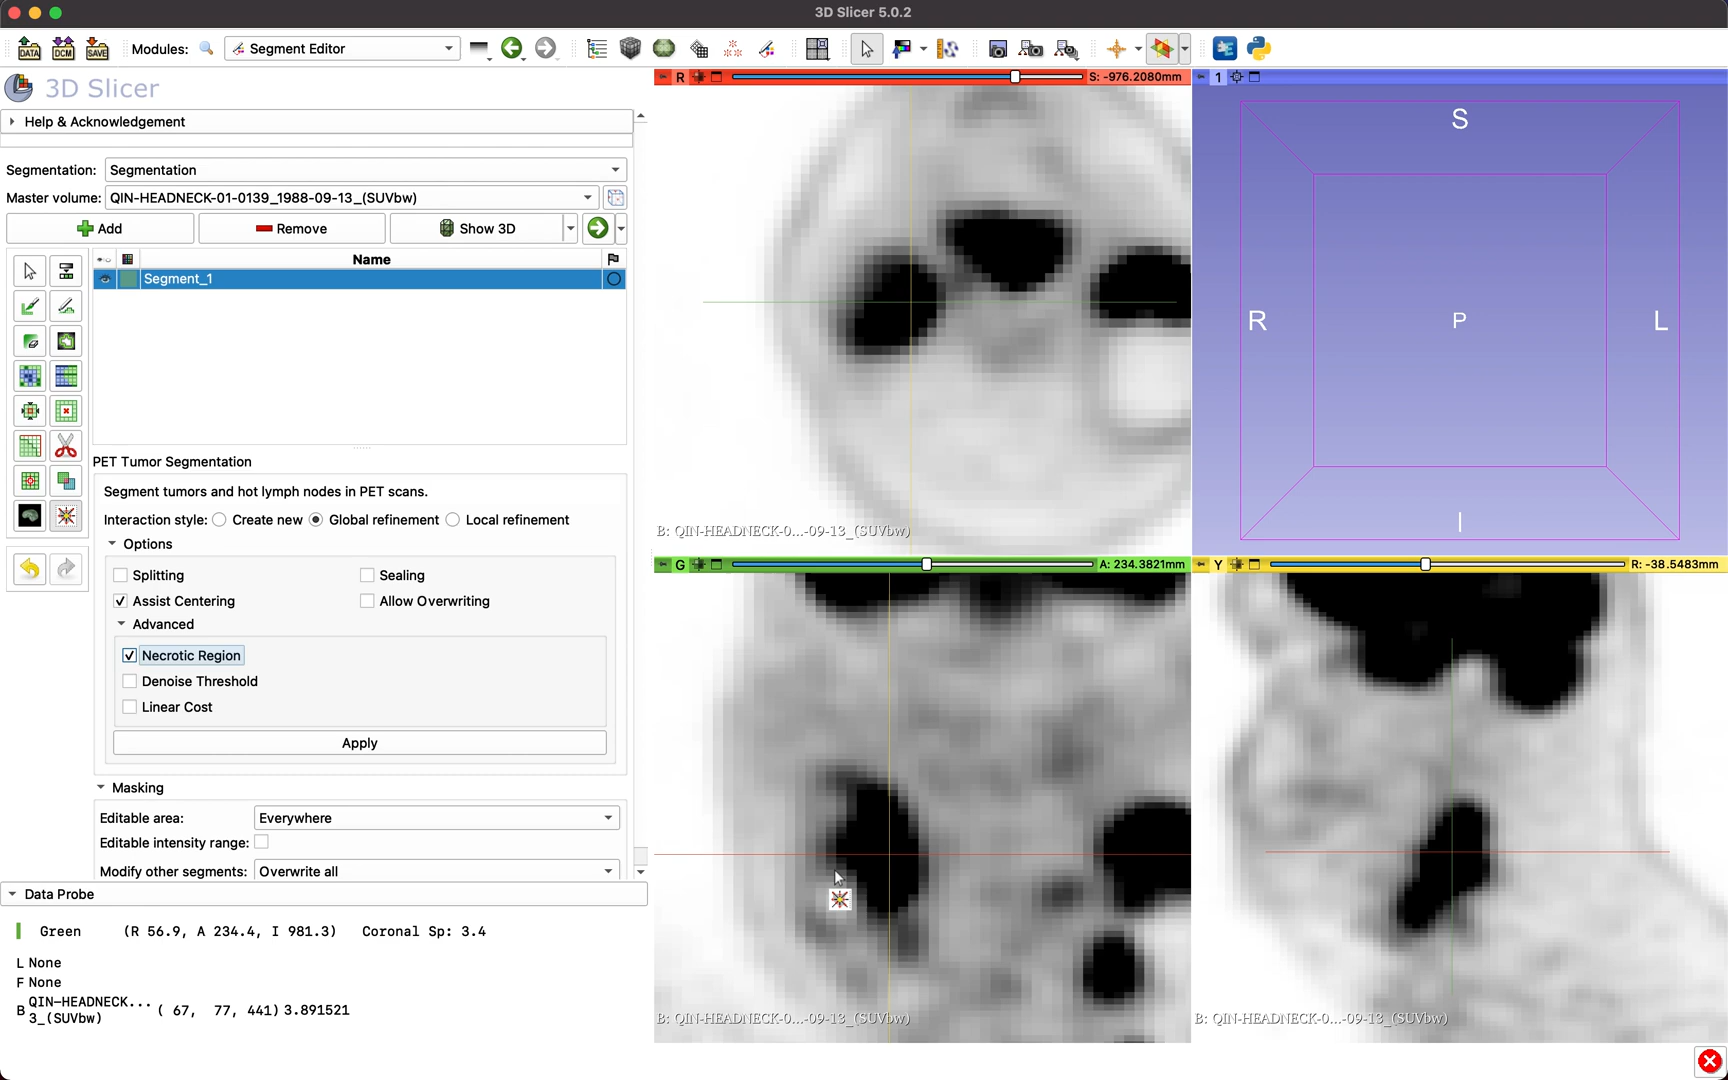 3D Slicer 5.0.2
DATA DCM SAVE Modules: Segment Editor
3D Slicer
Help & Acknowledgement
Segmentation: Segmentation
Master volume: QIN-HEADNECK-01-0139_1988-09-13_(SUVbw)
Add Remove Show 3D
Name
Segment_1
PET Tumor Segmentation
Segment tumors and hot lymph nodes in PET scans.
Interaction style: Create new Global refinement Local refinement
Options
Splitting Sealing
Assist Centering Allow Overwriting
Advanced
Necrotic Region
Denoise Threshold
Linear Cost
Apply
Masking
Editable area: Everywhere
Editable intensity range:
Modify other segments: Overwrite all
Data Probe
Green (R 56.9, A 234.4, I 981.3) Coronal Sp: 3.4
L None
F None
B QIN-HEADNECK...3_(SUVbw) ( 67, 77, 441) 3.891521
R S: -976.2080mm
B: QIN-HEADNECK-0...-09-13_(SUVbw)
1
S
R P L
I
G A: 234.3821mm
B: QIN-HEADNECK-0...-09-13_(SUVbw)
Y R: -38.5483mm
B: QIN-HEADNECK-0...-09-13_(SUVbw)